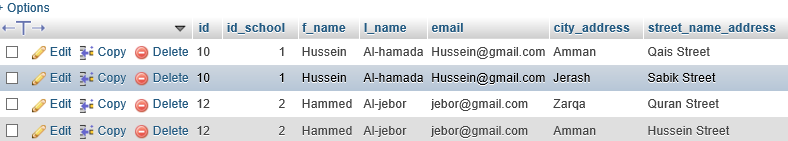 + Options
←T→ id id_school f_name l_name email city_address street_name_address
Edit Copy Delete 10 1 Hussein Al-hamada Hussein@gmail.com Amman Qais Street
Edit Copy Delete 10 1 Hussein Al-hamada Hussein@gmail.com Jerash Sabik Street
Edit Copy Delete 12 2 Hammed Al-jebor jebor@gmail.com Zarqa Quran Street
Edit Copy Delete 12 2 Hammed Al-jebor jebor@gmail.com Amman Hussein Street